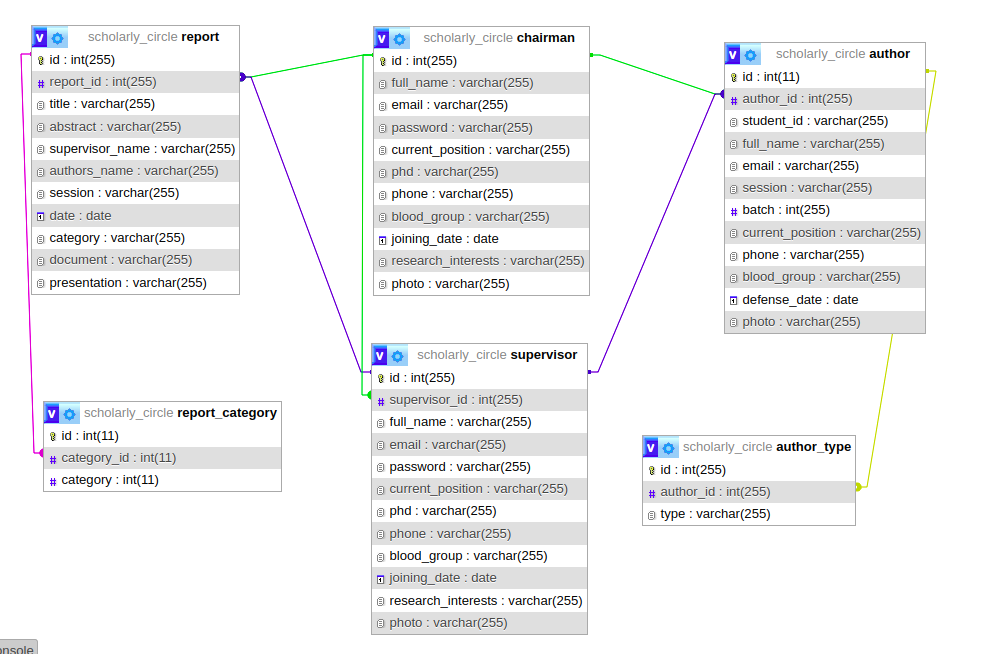 scholarly_circle report
id : int(255)
report_id : int(255)
title : varchar(255)
abstract : varchar(255)
supervisor_name : varchar(255)
authors_name : varchar(255)
session : varchar(255)
date : date
category : varchar(255)
document : varchar(255)
presentation : varchar(255)
scholarly_circle chairman
id : int(255)
full_name : varchar(255)
email : varchar(255)
password : varchar(255)
current_position : varchar(255)
phd : varchar(255)
phone : varchar(255)
blood_group : varchar(255)
joining_date : date
research_interests : varchar(255)
photo : varchar(255)
scholarly_circle author
id : int(11)
author_id : int(255)
student_id : varchar(255)
full_name : varchar(255)
email : varchar(255)
session : varchar(255)
batch : int(255)
current_position : varchar(255)
phone : varchar(255)
blood_group : varchar(255)
defense_date : date
photo : varchar(255)
scholarly_circle report_category
id : int(11)
category_id : int(11)
category : int(11)
scholarly_circle supervisor
id : int(255)
supervisor_id : int(255)
full_name : varchar(255)
email : varchar(255)
password : varchar(255)
current_position : varchar(255)
phd : varchar(255)
phone : varchar(255)
blood_group : varchar(255)
joining_date : date
research_interests : varchar(255)
photo : varchar(255)
scholarly_circle author_type
id : int(255)
author_id : int(255)
type : varchar(255)
onsole